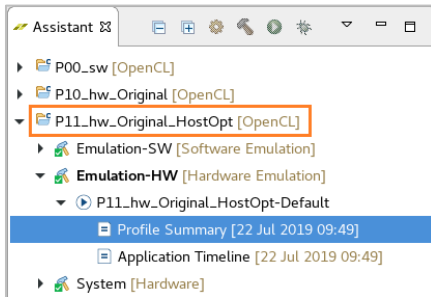 Assistant
P00_sw [OpenCL]
P10_hw_Original [OpenCL]
P11_hw_Original_HostOpt [OpenCL]
Emulation-SW [Software Emulation]
Emulation-HW [Hardware Emulation]
P11_hw_Original_HostOpt-Default
Profile Summary [22 Jul 2019 09:49]
Application Timeline [22 Jul 2019 09:49]
System [Hardware]